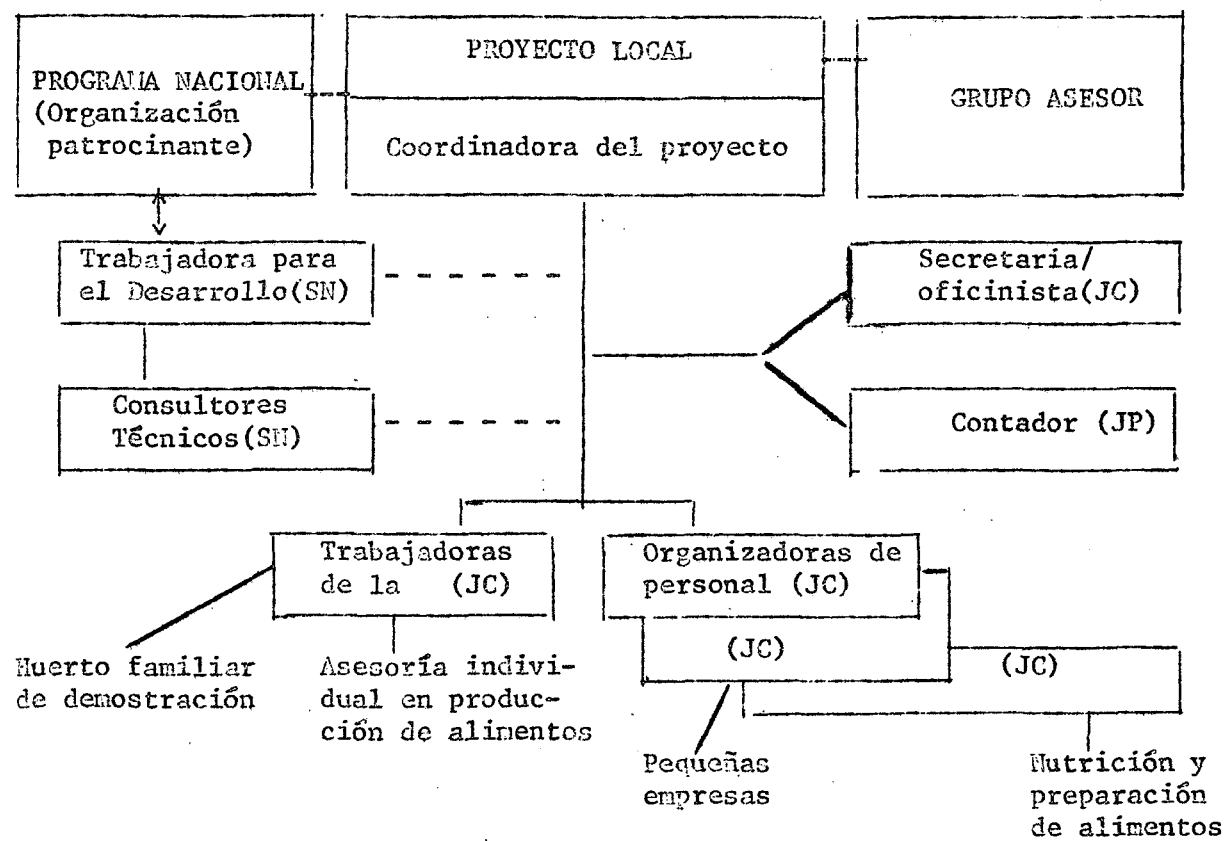 PROYECTO LOCAL
PROGRAMA NACIONAL
(Organización
patrocinante)
Coordinadora del proyecto
GRUPO ASESOR
Trabajadora para
el Desarrollo(SN)
Secretaria/
oficinista(JC)
Consultores
Técnicos(SN)
Contador (JP)
Trabajadoras
de la (JC)
Organizadoras de
personal (JC)
(JC)
(JC)
Huerto familiar
de demostración
Asesoría indivi-
dual en produc-
ción de alimentos
Pequeñas
empresas
Nutrición y
preparación
de alimentos